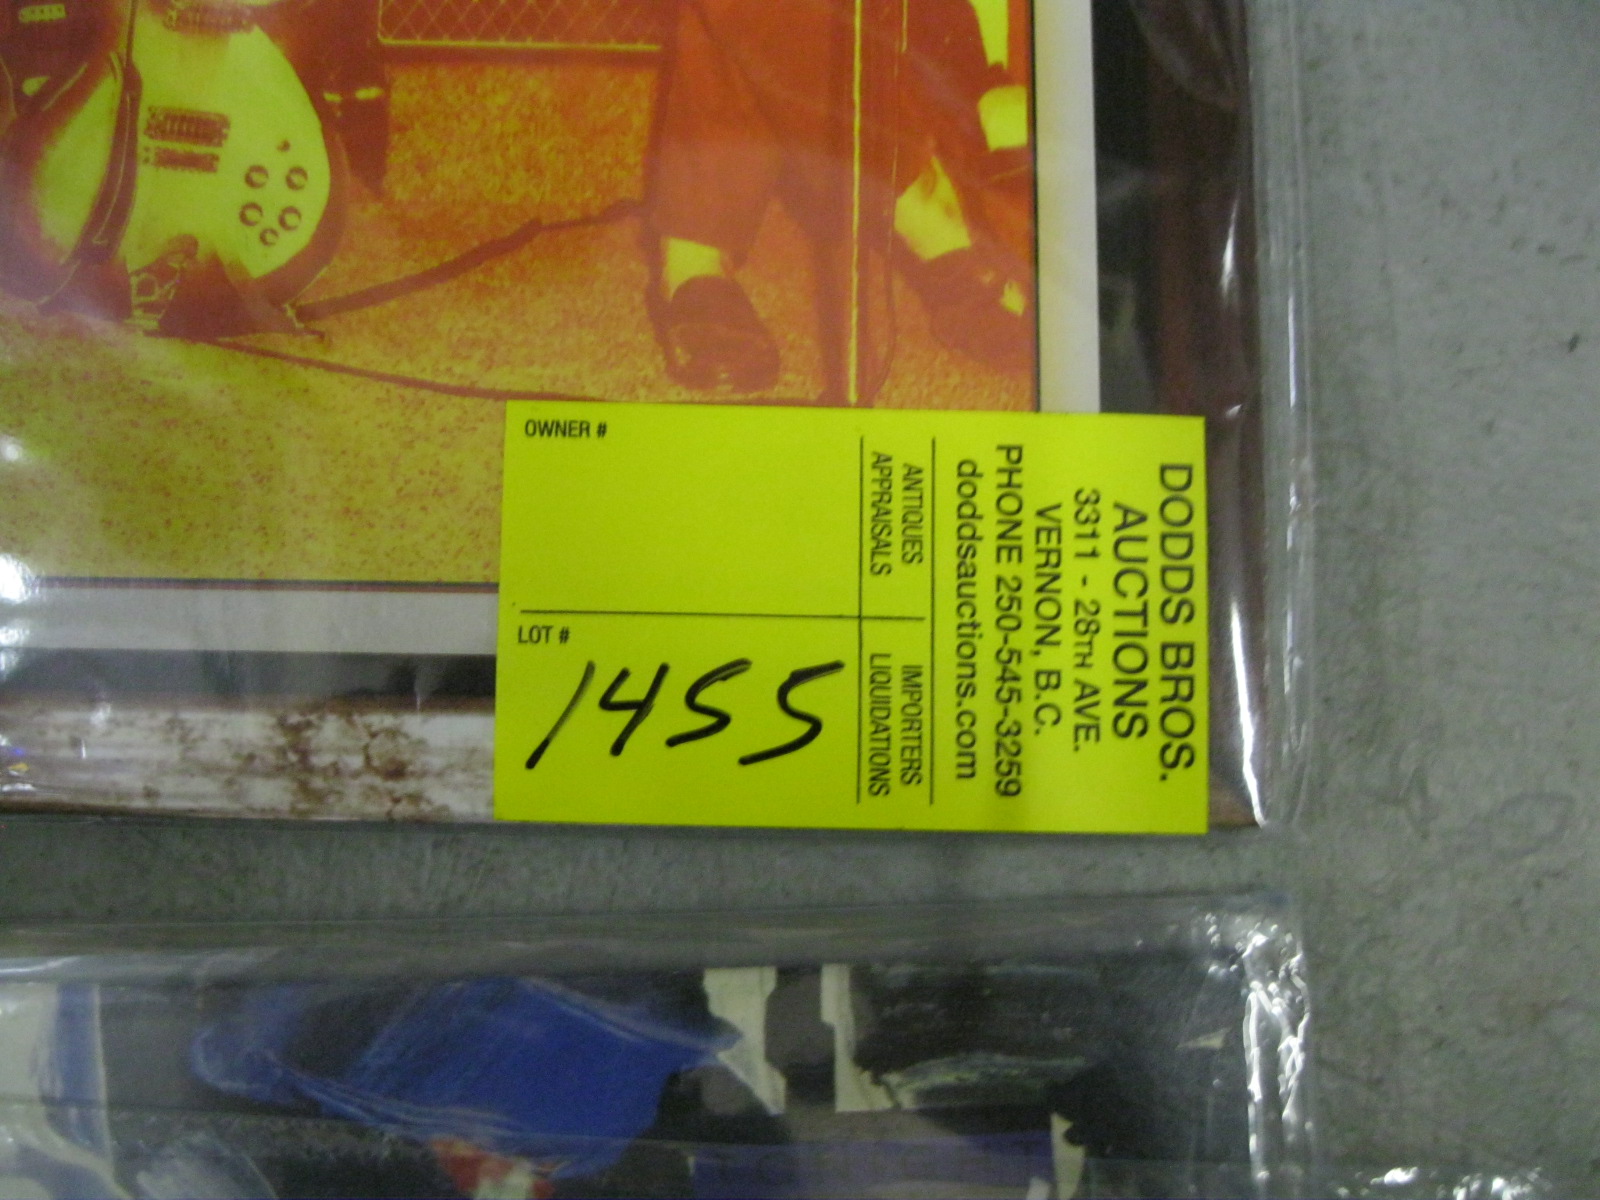 DODDS BROS.
AUCTIONS
3311 - 28TH AVE.
VERNON, B.C.
PHONE 250-545-3259
doddsauctions.com
ANTIQUES
APPRAISALS
IMPORTERS
LIQUIDATIONS
OWNER #
LOT #
1455